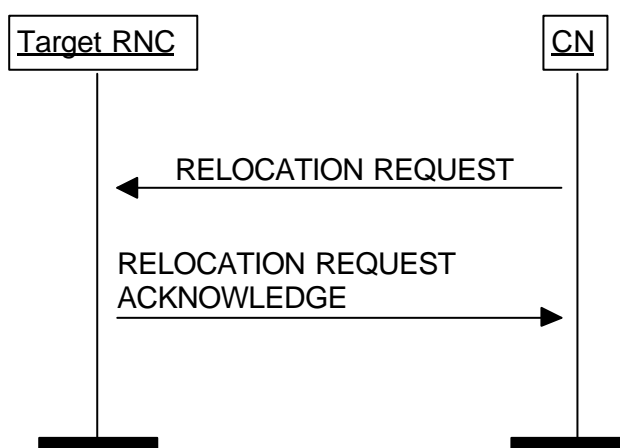 Target RNC
CN
RELOCATION REQUEST
RELOCATION REQUEST
ACKNOWLEDGE